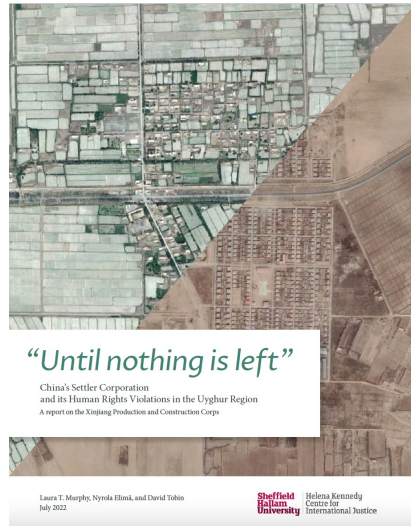 “Until nothing is left”
China’s Settler Corporation
and its Human Rights Violations in the Uyghur Region
A report on the Xinjiang Production and Construction Corps
Laura T. Murphy, Nyrola Elimä, and David Tobin
July 2022
Sheffield
Hallam
University
Helena Kennedy
Centre for
International Justice